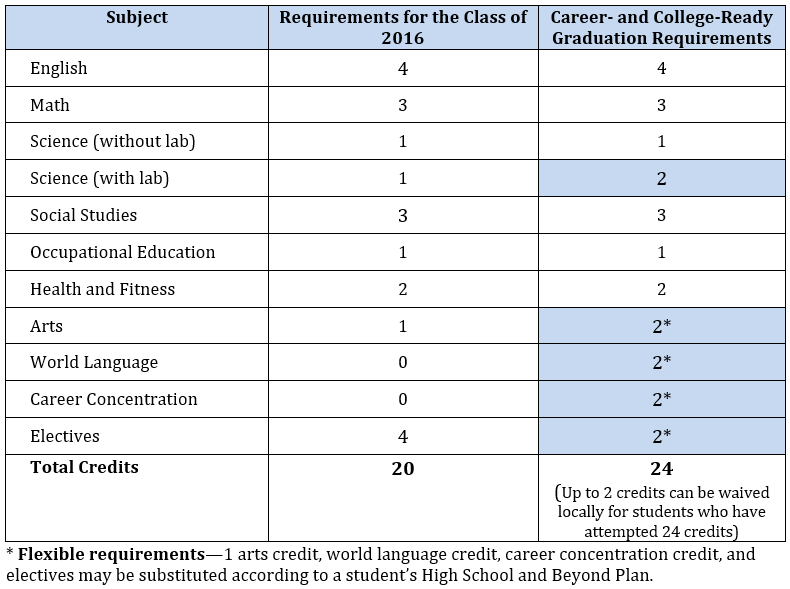 Subject Requirements for the Class of 2016 Career- and College-Ready Graduation Requirements
English 4 4
Math 3 3
Science (without lab) 1 1
Science (with lab) 1 2
Social Studies 3 3
Occupational Education 1 1
Health and Fitness 2 2
Arts 1 2*
World Language 0 2*
Career Concentration 0 2*
Electives 4 2*
Total Credits 20 24
(Up to 2 credits can be waived
locally for students who have
attempted 24 credits)
* Flexible requirements—1 arts credit, world language credit, career concentration credit, and
electives may be substituted according to a student’s High School and Beyond Plan.